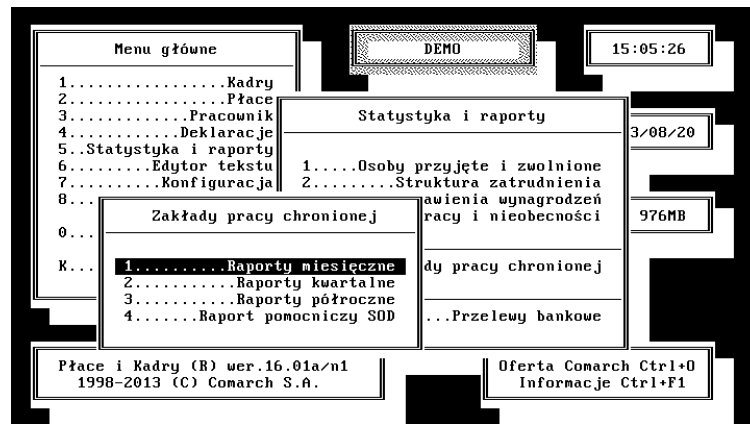 Menu główne
1.................Kadry
2.................Płace
3.............Pracownik
4............Deklaracje
5..Statystyka i raporty
6.........Edytor tekstu
7..........Konfiguracja
8...
0...
K...
DEMO
15:05:26
3/08/20
976MB
Statystyka i raporty
1.....Osoby przyjęte i zwolnione
2.........Struktura zatrudnienia
awienia wynagrodzeń
racy i nieobecności
dy pracy chronionej
...Przelewy bankowe
Zakłady pracy chronionej
1..........Raporty miesięczne
2...........Raporty kwartalne
3...........Raporty półroczne
4.......Raport pomocniczy SOD
Płace i Kadry (R) wer.16.01a/n1
1998-2013 (C) Comarch S.A.
Oferta Comarch Ctrl+O
Informacje Ctrl+F1